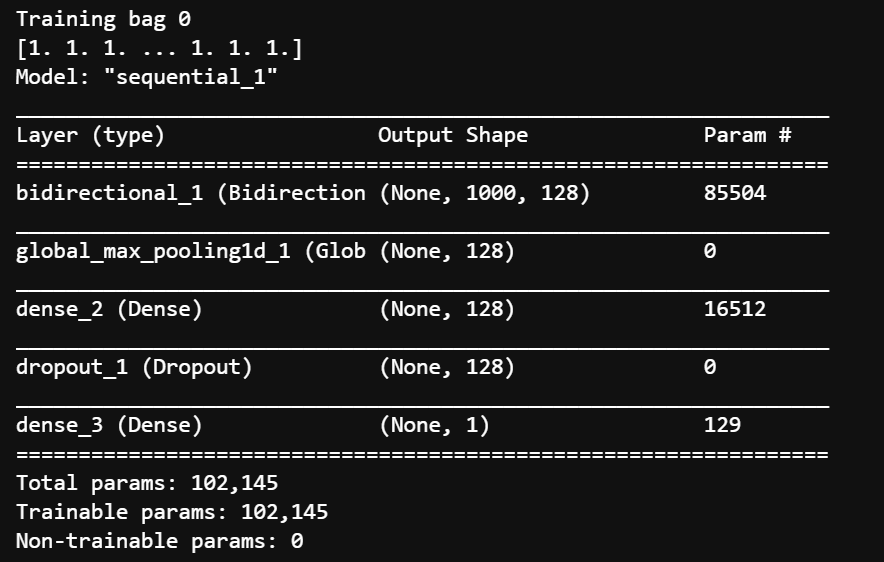 Training bag 0
[1. 1. 1. ... 1. 1. 1.]
Model: "sequential_1"
_________________________________________________________________
Layer (type)                 Output Shape              Param #
=================================================================
bidirectional_1 (Bidirection (None, 1000, 128)         85504
_________________________________________________________________
global_max_pooling1d_1 (Glob (None, 128)               0
_________________________________________________________________
dense_2 (Dense)              (None, 128)               16512
_________________________________________________________________
dropout_1 (Dropout)          (None, 128)               0
_________________________________________________________________
dense_3 (Dense)              (None, 1)                 129
=================================================================
Total params: 102,145
Trainable params: 102,145
Non-trainable params: 0